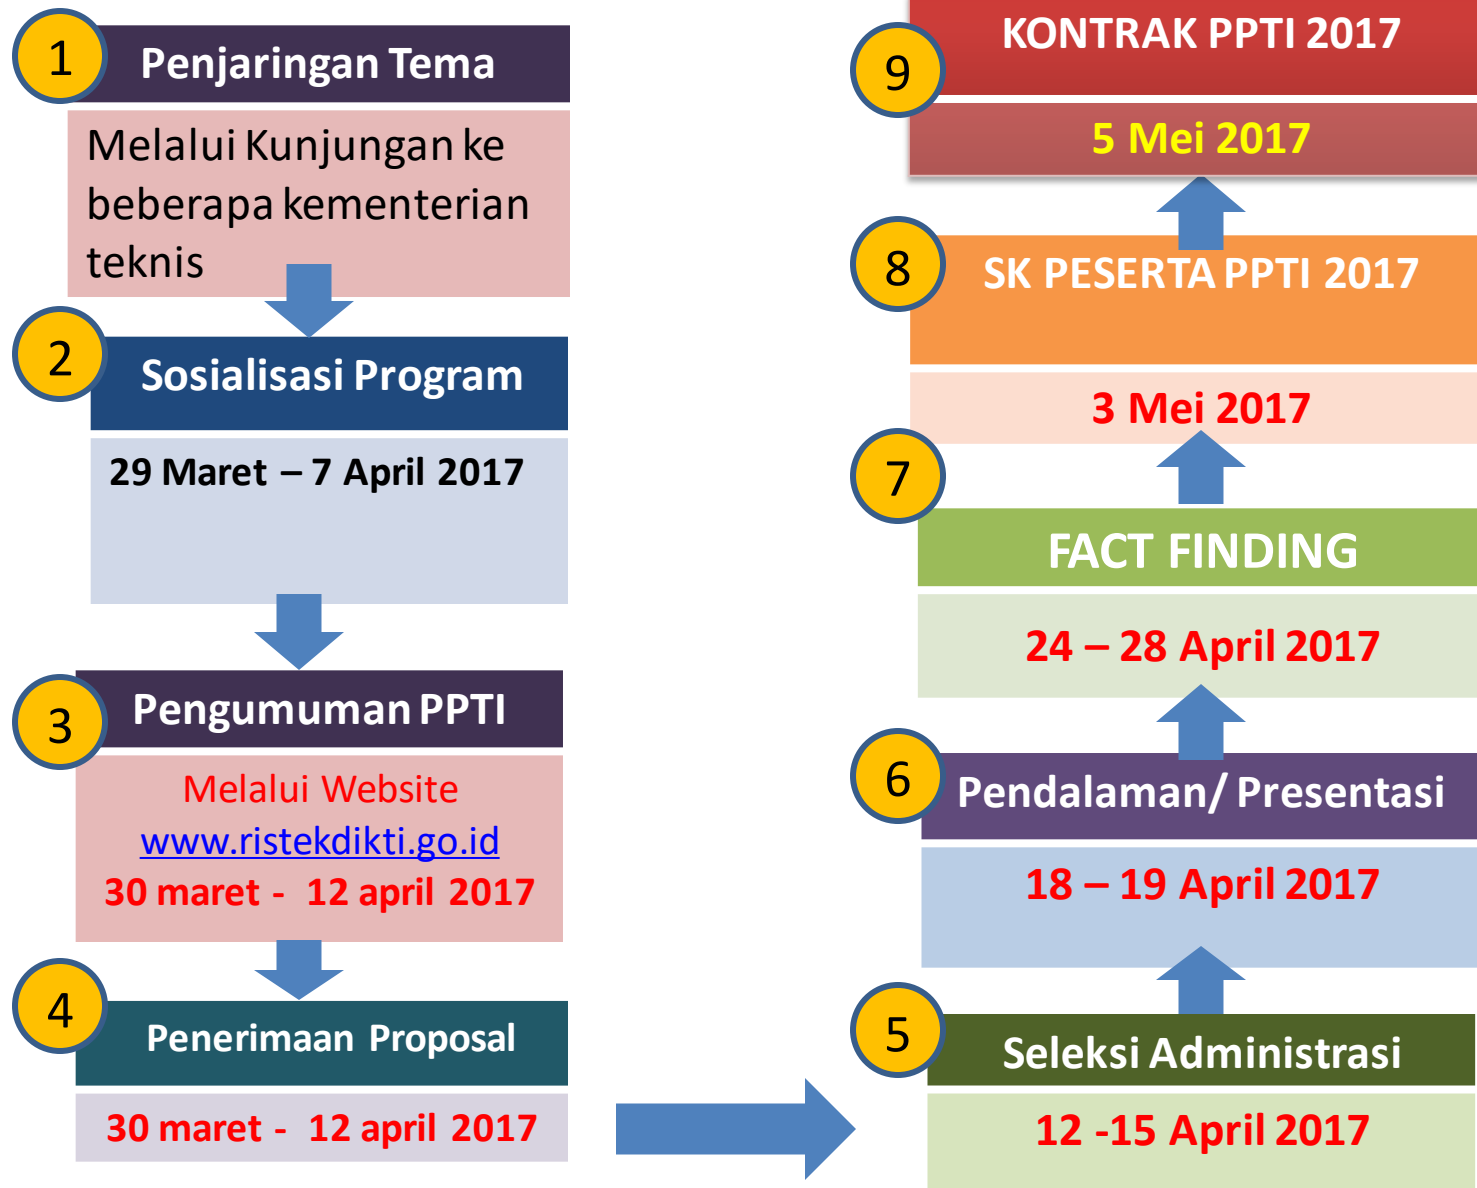 1
Penjaringan Tema
Melalui Kunjungan ke
beberapa kementerian
teknis
2
Sosialisasi Program
29 Maret – 7 April 2017
3
Pengumuman PPTI
Melalui Website
www.ristekdikti.go.id
30 maret - 12 april 2017
4
Penerimaan Proposal
30 maret - 12 april 2017
5
Seleksi Administrasi
12 -15 April 2017
6
Pendalaman/ Presentasi
18 – 19 April 2017
7
FACT FINDING
24 – 28 April 2017
8
SK PESERTA PPTI 2017
3 Mei 2017
9
KONTRAK PPTI 2017
5 Mei 2017